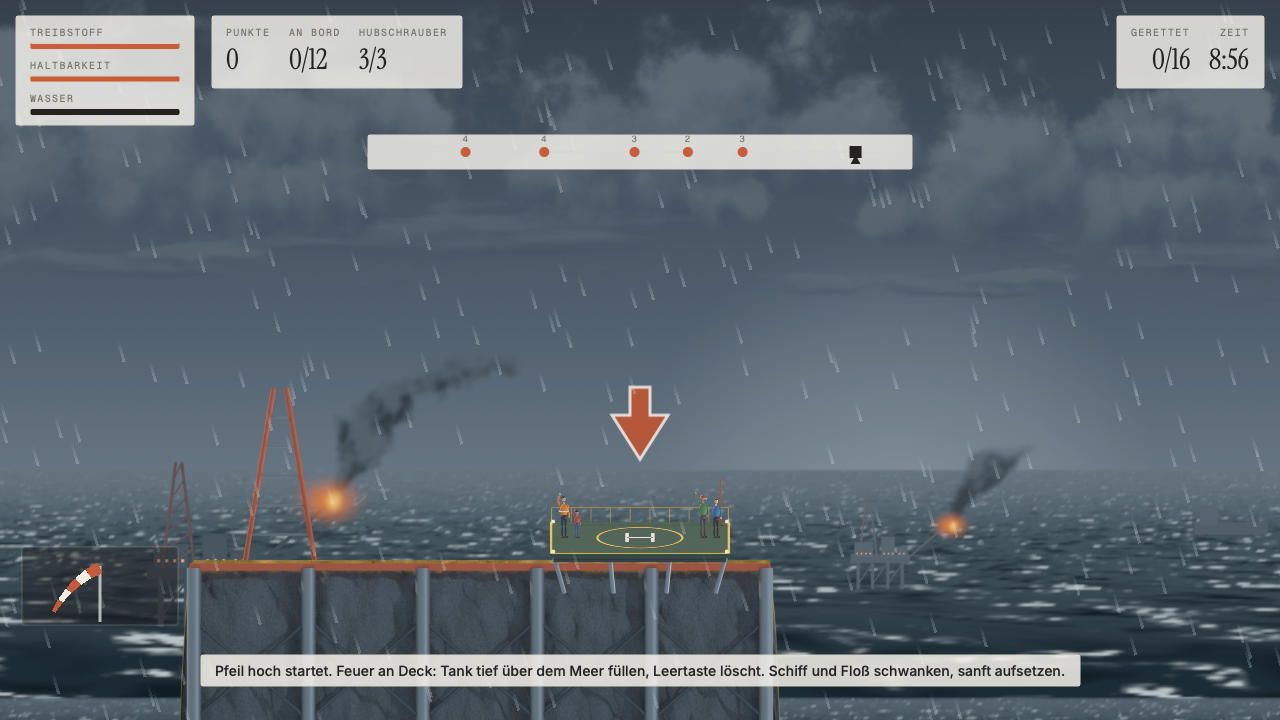 TREIBSTOFF
HALTBARKEIT
WASSER
PUNKTE AN BORD HUBSCHRAUBER
0 0/12 3/3
GERETTET ZEIT
0/16 8:56
4 4 3 2 3
Pfeil hoch startet. Feuer an Deck: Tank tief über dem Meer füllen, Leertaste löscht. Schiff und Floß schwanken, sanft aufsetzen.